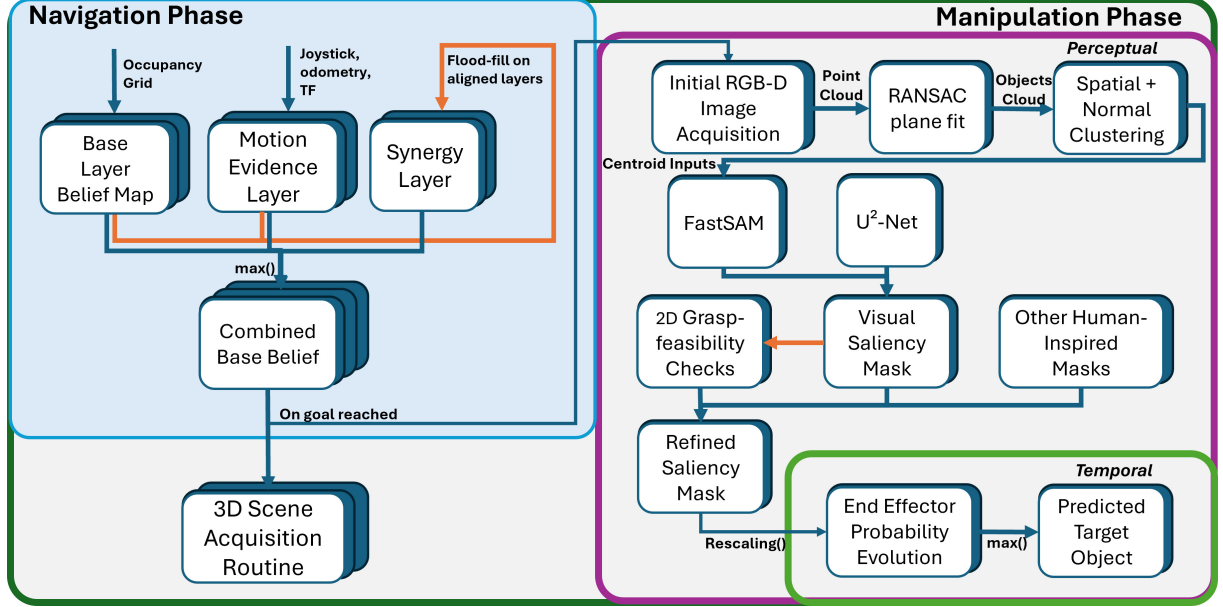 Navigation Phase
Occupancy
Grid
Joystick,
odometry,
TF
Flood-fill on
aligned layers
Base
Layer
Belief Map
Motion
Evidence
Layer
Synergy
Layer
max()
Combined
Base Belief
On goal reached
3D Scene
Acquisition
Routine
Manipulation Phase
Perceptual
Initial RGB-D
Image
Acquisition
Point
Cloud
RANSAC
plane fit
Objects
Cloud
Spatial +
Normal
Clustering
Centroid Inputs
FastSAM
U²-Net
2D Grasp-
feasibility
Checks
Visual
Saliency
Mask
Other Human-
Inspired
Masks
Refined
Saliency
Mask
Rescaling()
Temporal
End Effector
Probability
Evolution
max()
Predicted
Target
Object